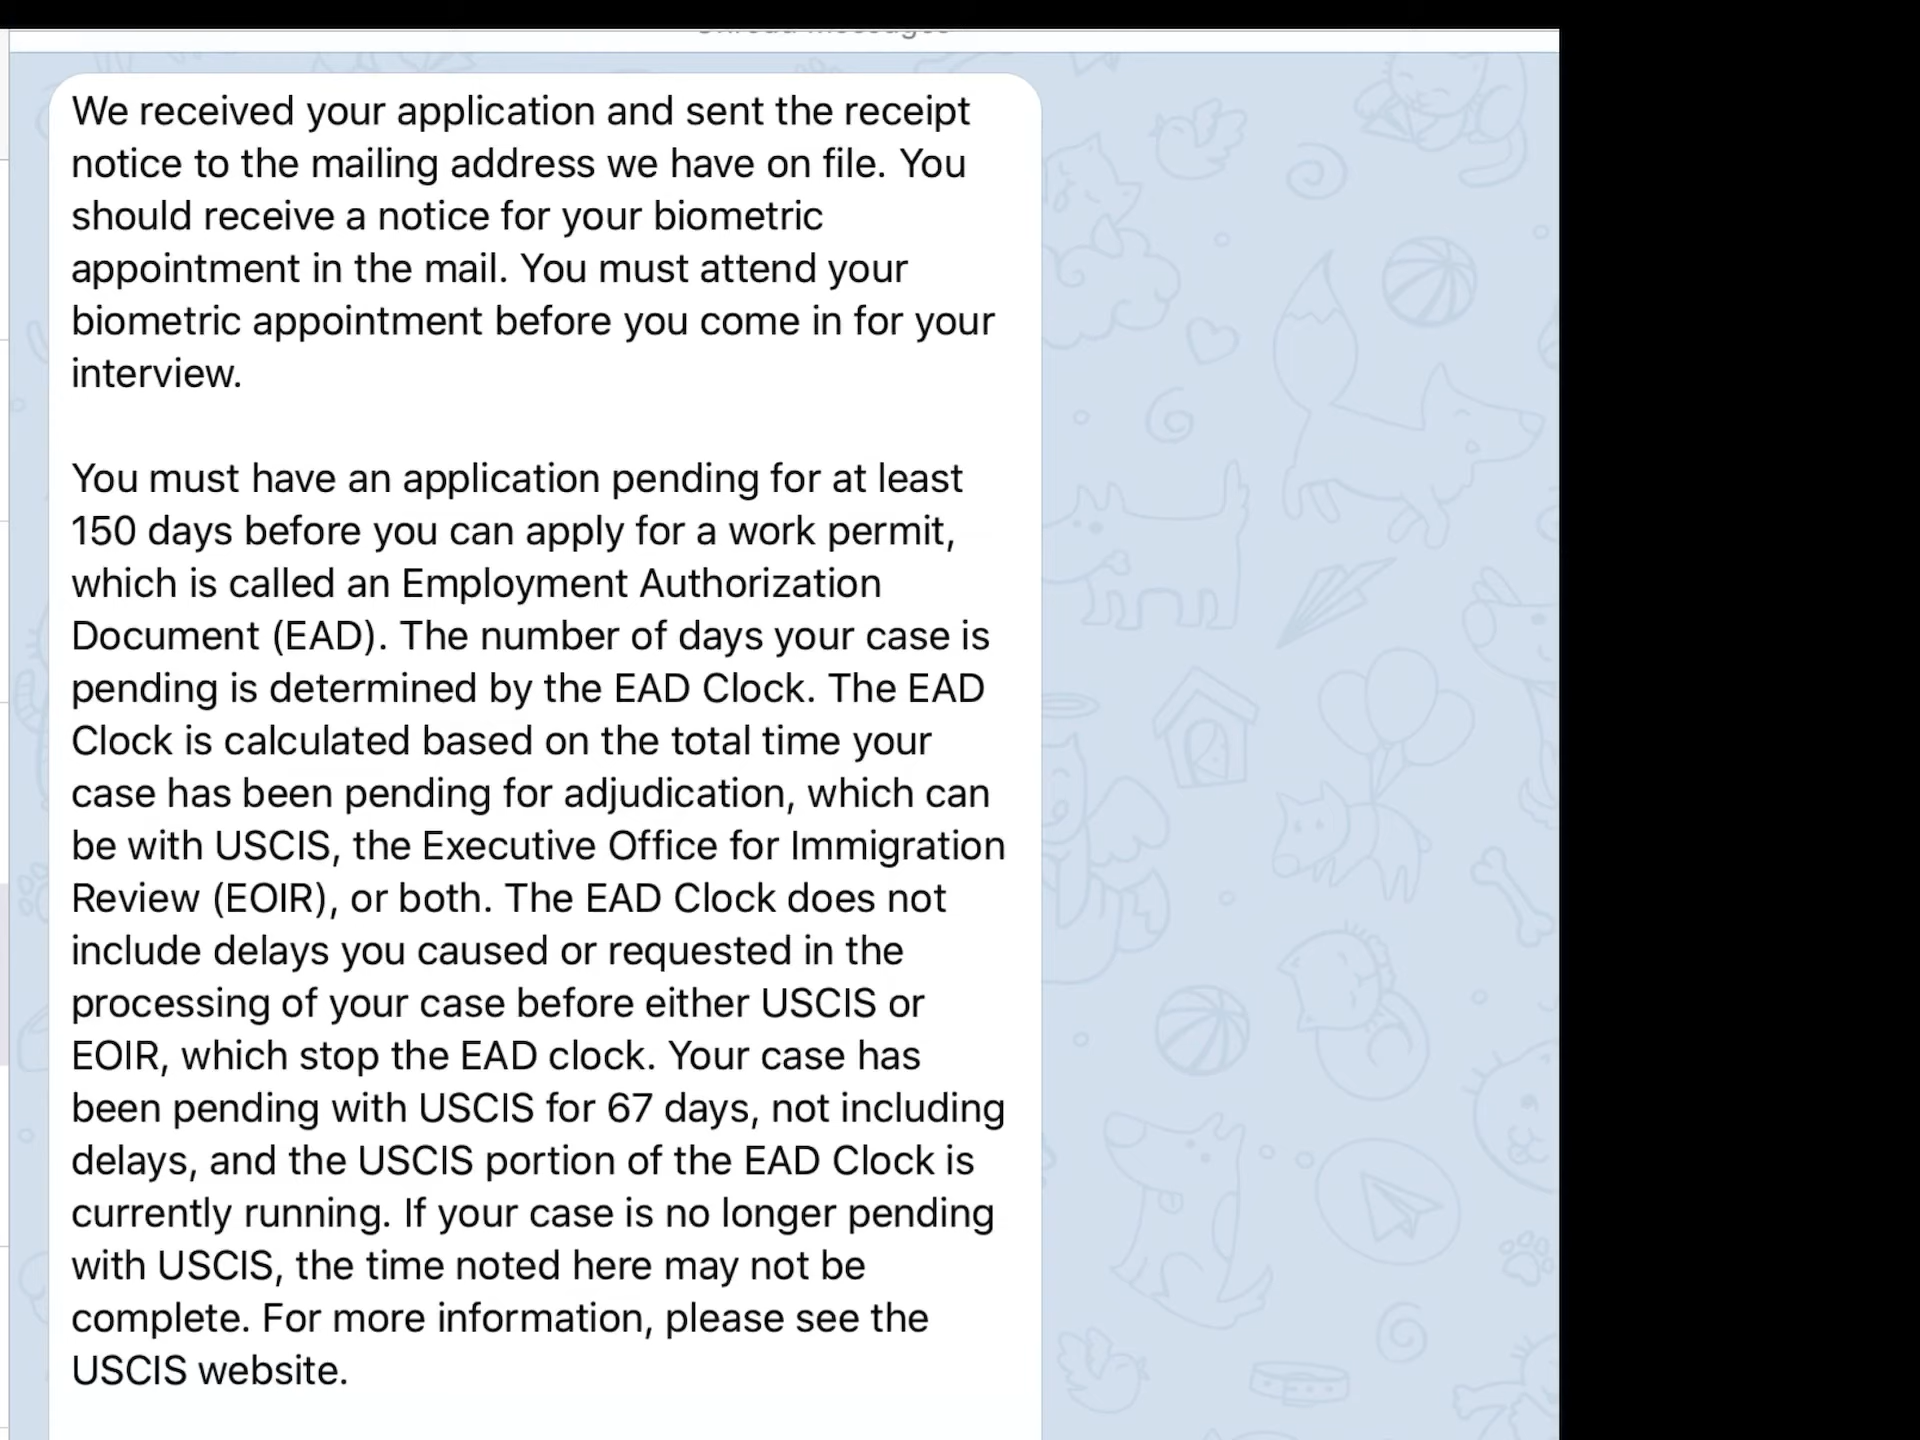 We received your application and sent the receipt
notice to the mailing address we have on file. You
should receive a notice for your biometric
appointment in the mail. You must attend your
biometric appointment before you come in for your
interview.
You must have an application pending for at least
150 days before you can apply for a work permit,
which is called an Employment Authorization
Document (EAD). The number of days your case is
pending is determined by the EAD Clock. The EAD
Clock is calculated based on the total time your
case has been pending for adjudication, which can
be with USCIS, the Executive Office for Immigration
Review (EOIR), or both. The EAD Clock does not
include delays you caused or requested in the
processing of your case before either USCIS or
EOIR, which stop the EAD clock. Your case has
been pending with USCIS for 67 days, not including
delays, and the USCIS portion of the EAD Clock is
currently running. If your case is no longer pending
with USCIS, the time noted here may not be
complete. For more information, please see the
USCIS website.